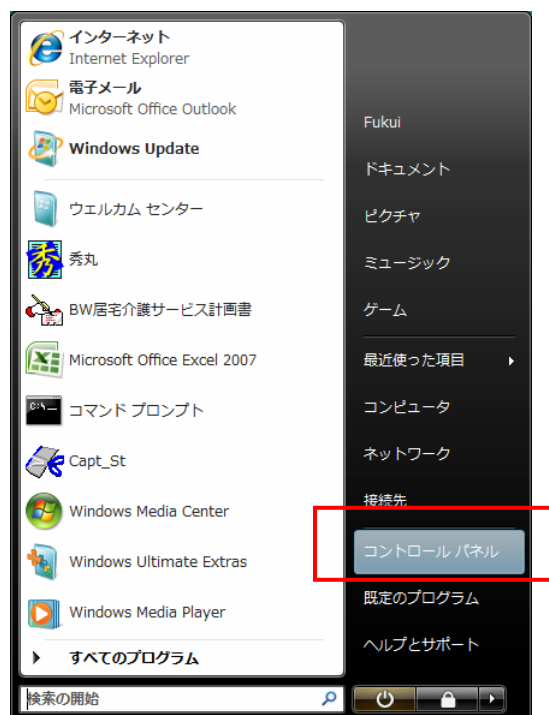 インターネット
Internet Explorer
電子メール
Microsoft Office Outlook
Windows Update
ウェルカム センター
秀
秀丸
BW居宅介護サービス計画書
Microsoft Office Excel 2007
C:\_
コマンド プロンプト
Capt_St
Windows Media Center
Windows Ultimate Extras
Windows Media Player
すべてのプログラム
検索の開始
Fukui
ドキュメント
ピクチャ
ミュージック
ゲーム
最近使った項目
コンピュータ
ネットワーク
接続先
コントロール パネル
既定のプログラム
ヘルプとサポート